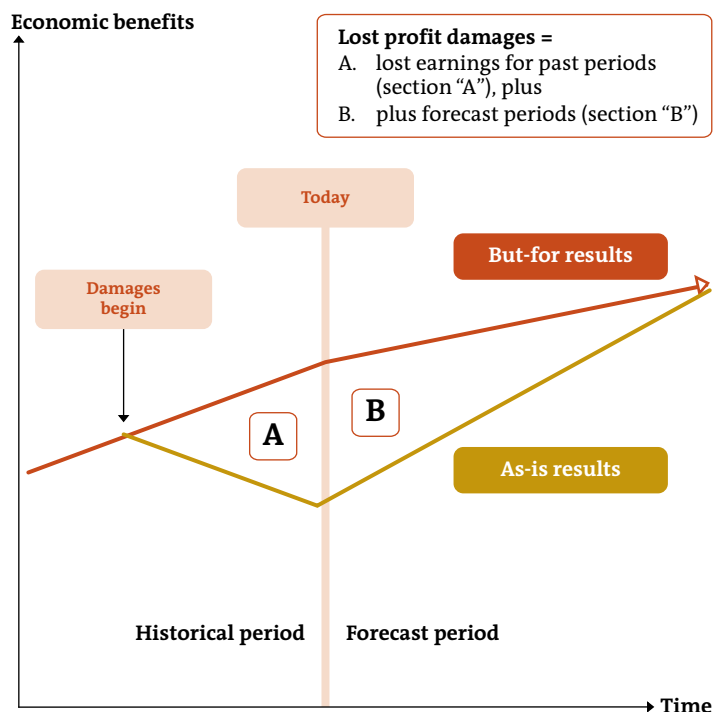 Economic benefits
Lost profit damages =
A. lost earnings for past periods
(section “A”), plus
B. plus forecast periods (section “B”)
Today
But-for results
Damages
begin
A
B
As-is results
Historical period
Forecast period
Time